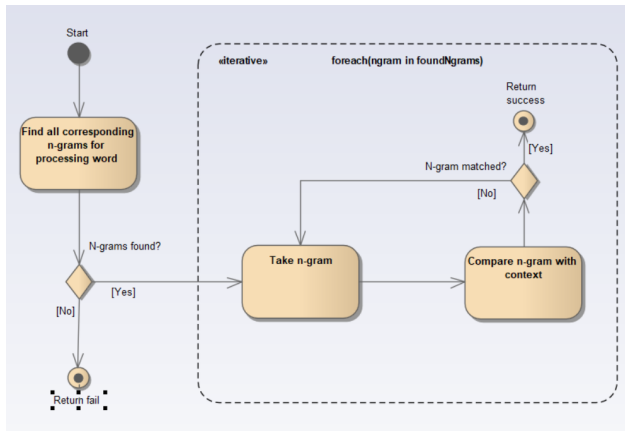 Start
«iterative» foreach(ngram in foundNgrams)
Return
success
Find all corresponding
n-grams for
processing word
[Yes]
N-gram matched?
[No]
N-grams found?
Take n-gram
Compare n-gram with
context
[Yes]
[No]
Return fail